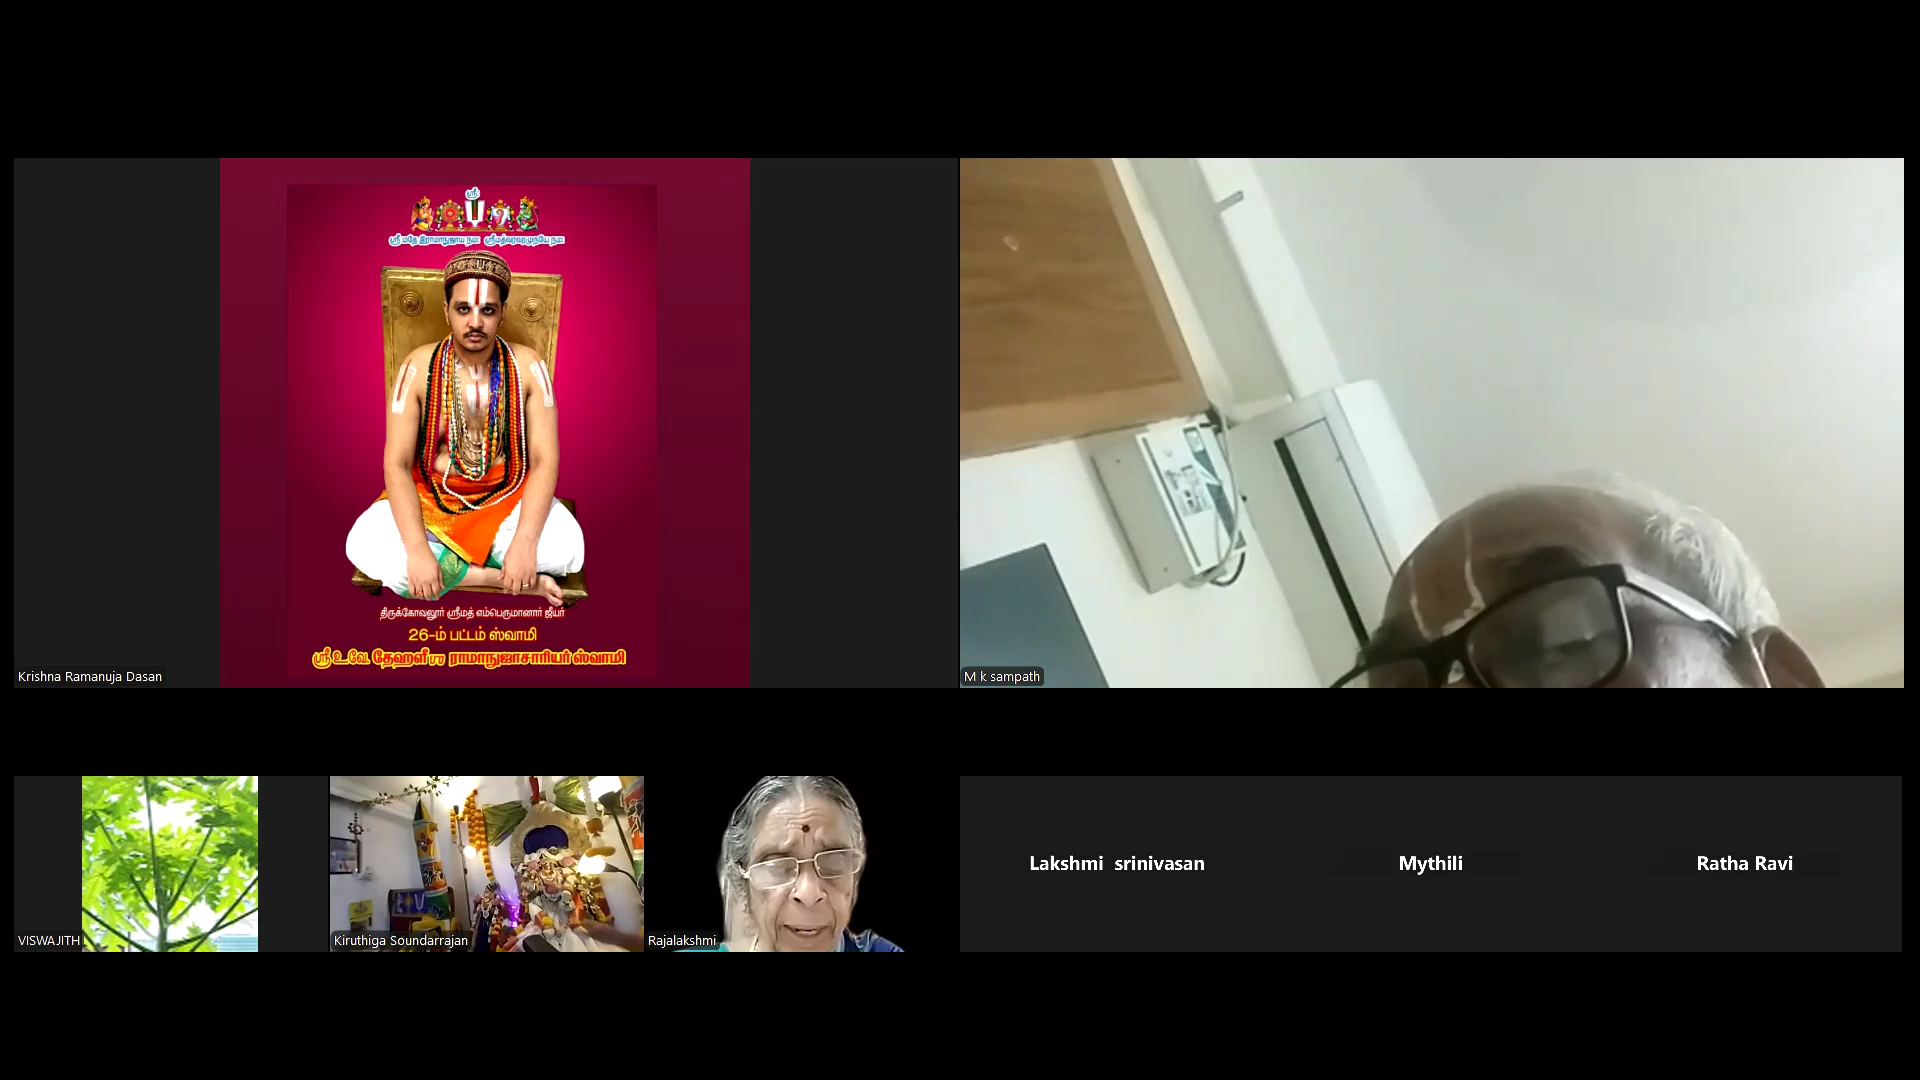 ஸ்ரீ:
ஸ்ரீ மதே இராமாநுஜாய நம: ஸ்ரீமத்வரவரமுநயே நம:
திருக்கோவலூர் ஸ்ரீமத் எம்பெருமானார் ஜீயர்
26-ம் பட்டம் ஸ்வாமி
ஸ்ரீ உ.வே. தேஹளீஶ ராமாநுஜாசாரியர் ஸ்வாமி
Krishna Ramanuja Dasan
M k sampath
VISWAJITH
Kiruthiga Soundarrajan
Rajalakshmi
Lakshmi srinivasan
Mythili
Ratha Ravi